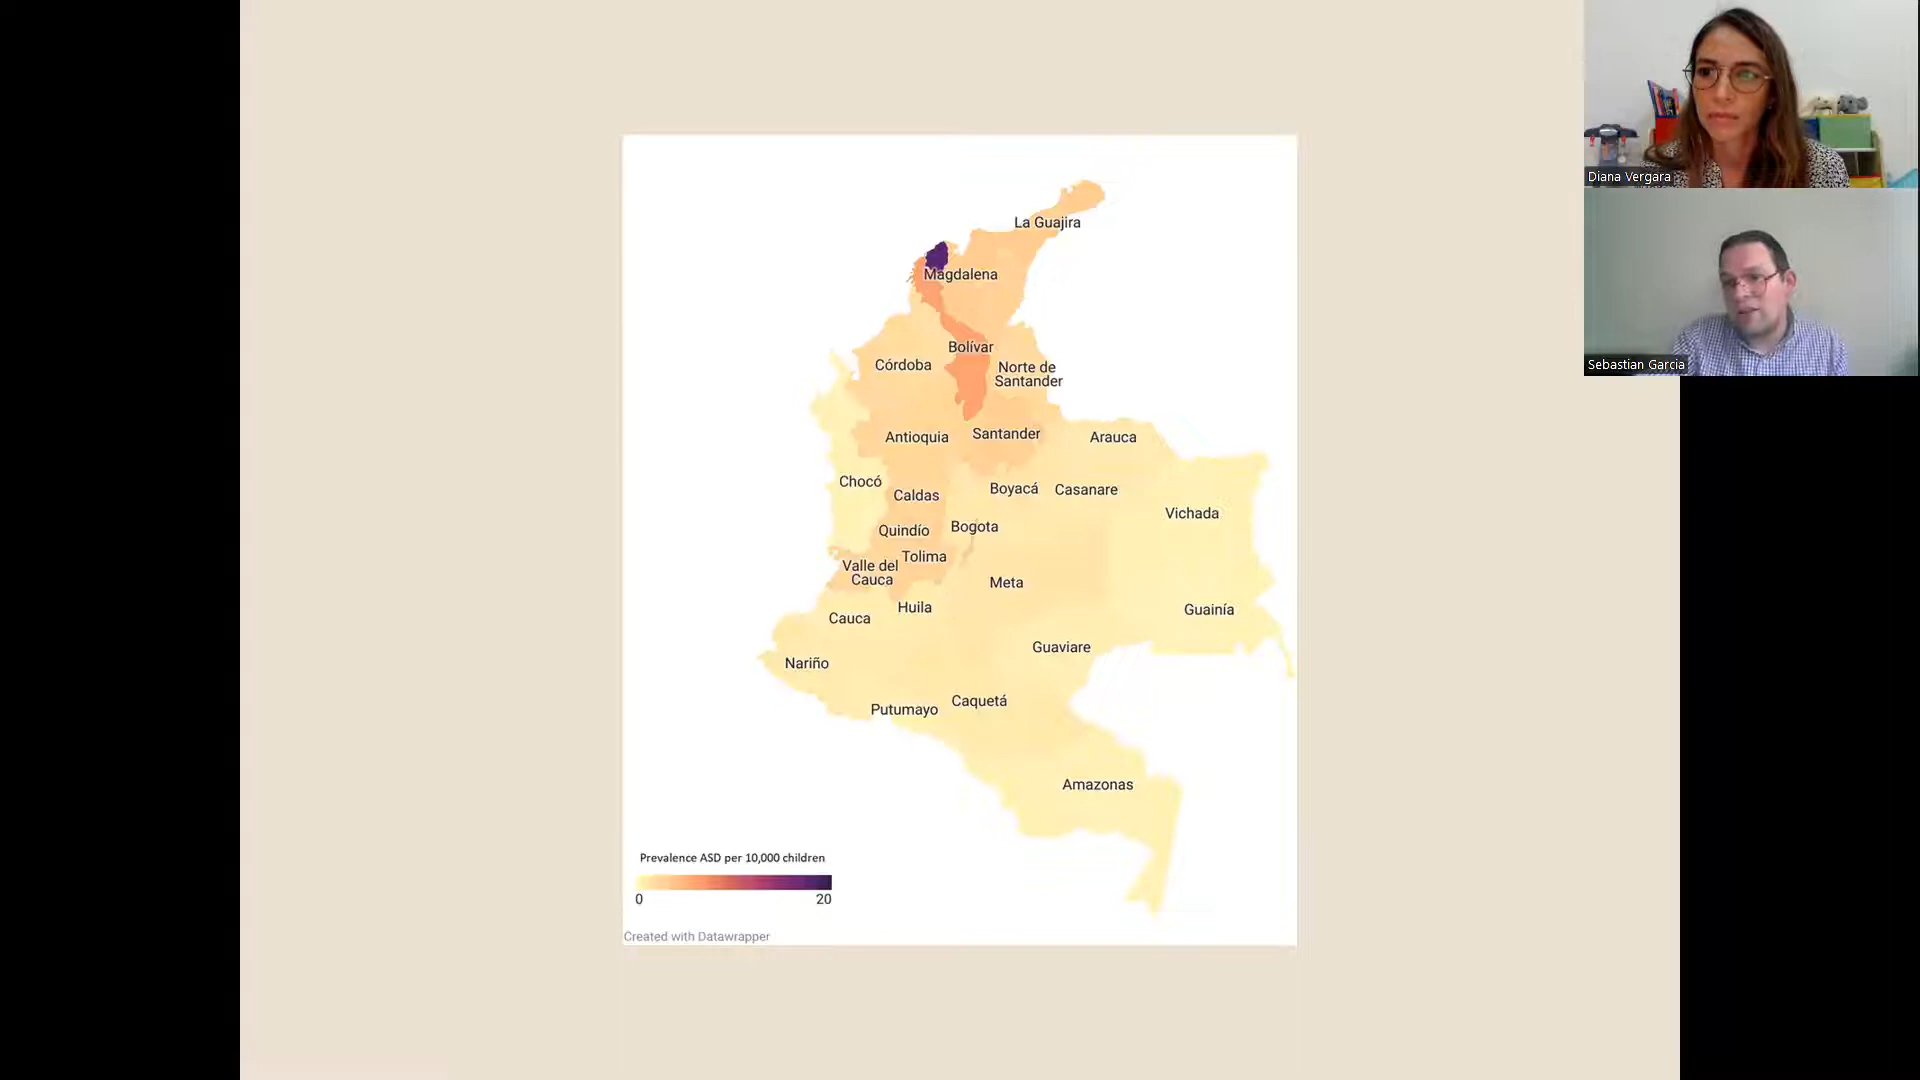 Diana Vergara
Sebastian Garcia
La Guajira
Magdalena
Bolívar
Córdoba
Norte de
Santander
Antioquia
Santander
Arauca
Chocó
Caldas
Boyacá
Casanare
Vichada
Quindío
Bogota
Tolima
Valle del
Cauca
Meta
Huila
Cauca
Guainía
Guaviare
Nariño
Caquetá
Putumayo
Amazonas
Prevalence ASD per 10,000 children
0
20
Created with Datawrapper